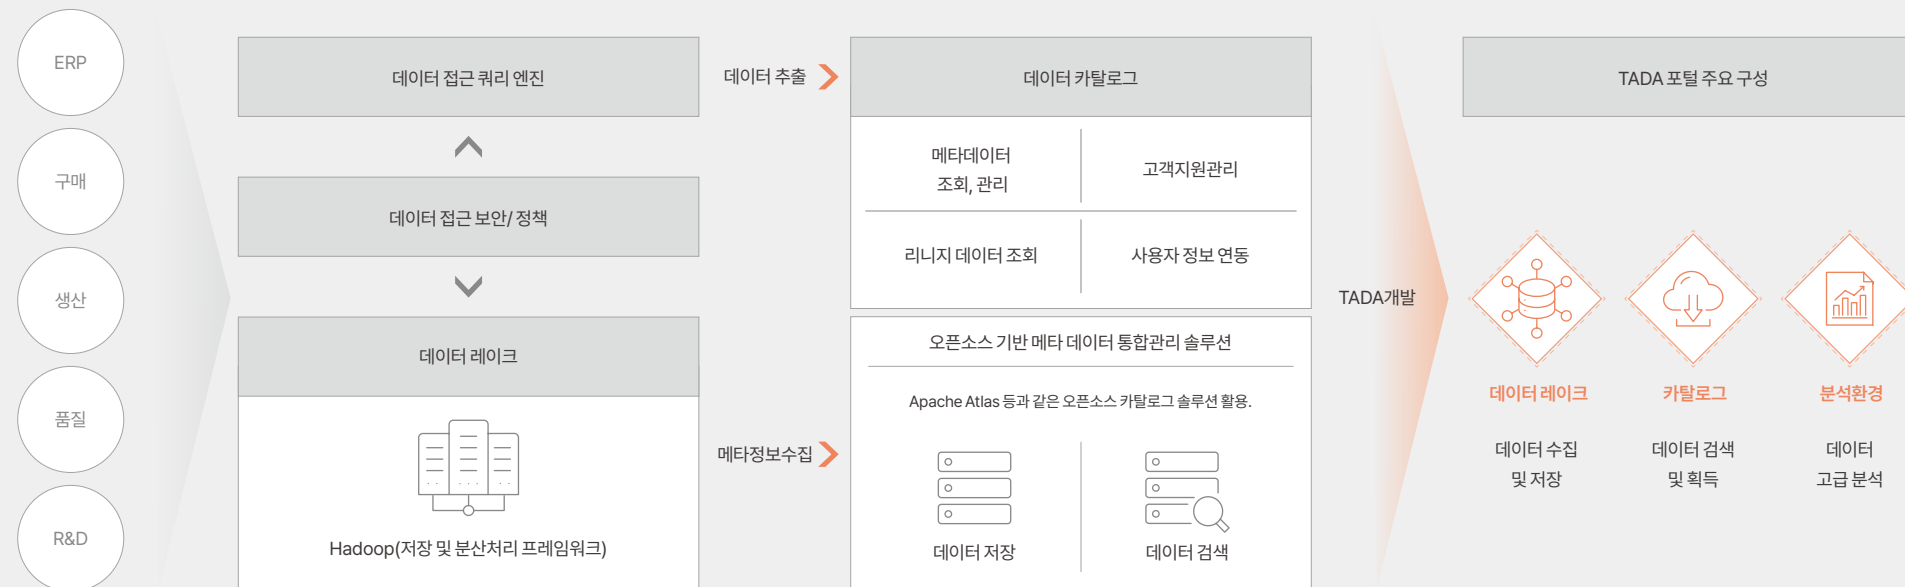 ERP
구매
생산
품질
R&D
데이터 접근 쿼리 엔진
데이터 접근 보안/ 정책
데이터 레이크
Hadoop(저장 및 분산처리 프레임워크)
데이터 추출
메타정보수집
데이터 카탈로그
메타데이터
조회, 관리
고객지원관리
리니지 데이터 조회
사용자 정보 연동
오픈소스 기반 메타 데이터 통합관리 솔루션
Apache Atlas 등과 같은 오픈소스 카탈로그 솔루션 활용.
데이터 저장
데이터 검색
TADA개발
TADA 포털 주요 구성
데이터 레이크
데이터 수집
및 저장
카탈로그
데이터 검색
및 획득
분석환경
데이터
고급 분석